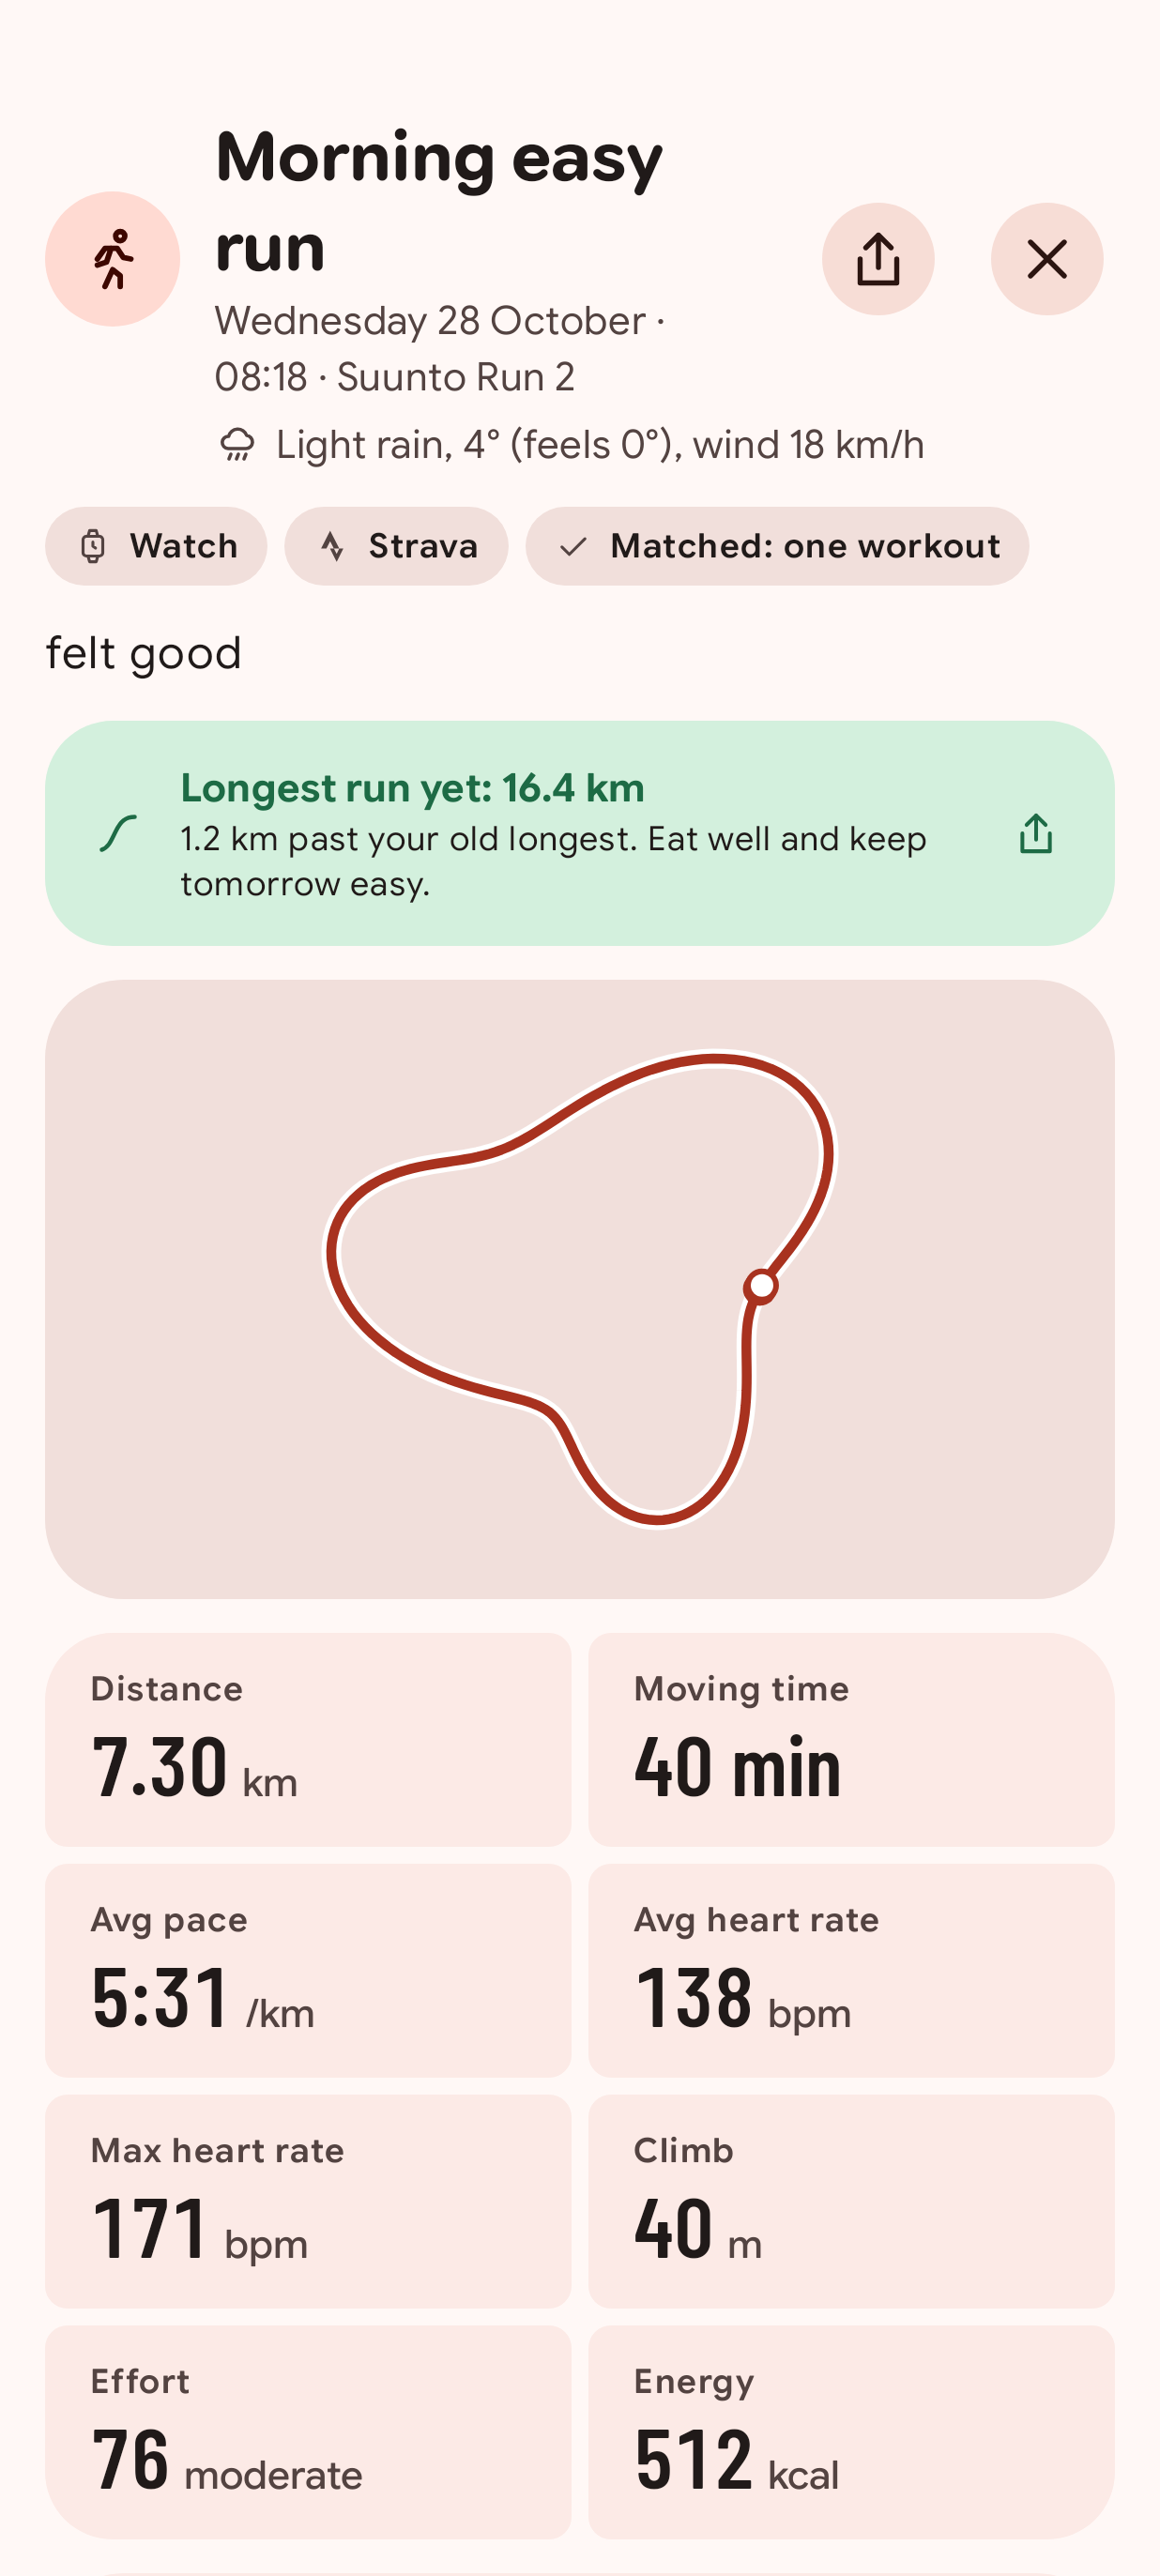 Morning easy
run
Wednesday 28 October ·
08:18 · Suunto Run 2
Light rain, 4° (feels 0°), wind 18 km/h
Watch
Strava
Matched: one workout
felt good
Longest run yet: 16.4 km
1.2 km past your old longest. Eat well and keep
tomorrow easy.
Distance
7.30 km
Moving time
40 min
Avg pace
5:31 /km
Avg heart rate
138 bpm
Max heart rate
171 bpm
Climb
40 m
Effort
76 moderate
Energy
512 kcal